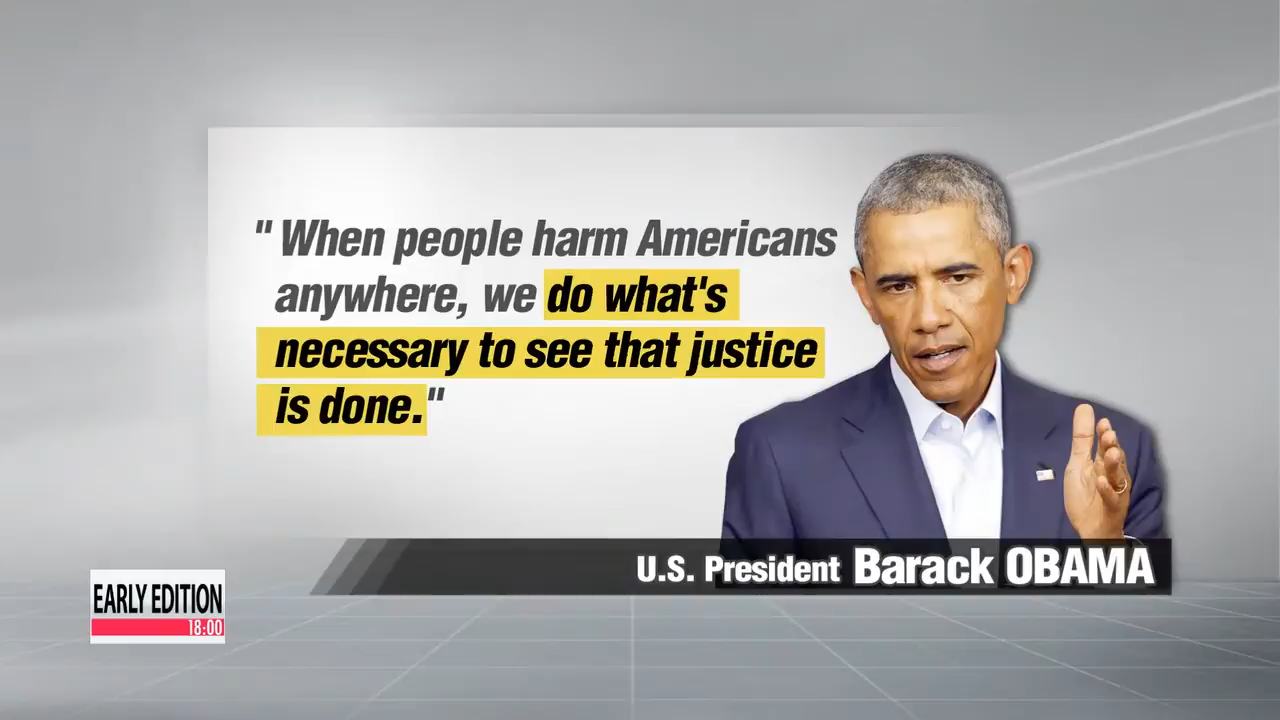 " When people harm Americans
anywhere, we do what's
necessary to see that justice
is done."
U.S. President Barack OBAMA
EARLY EDITION
18:00